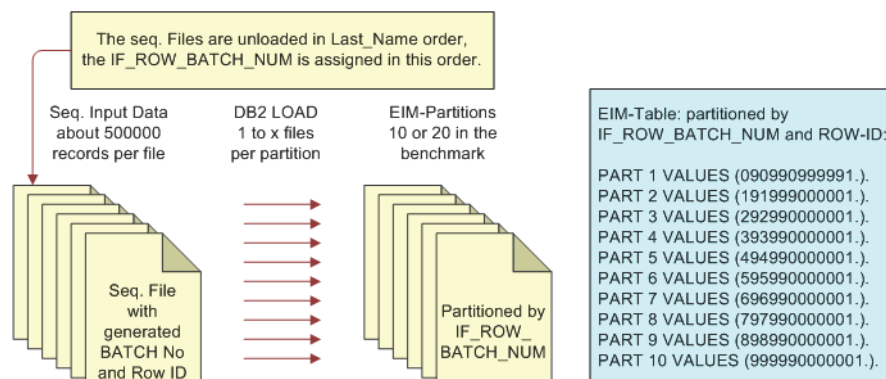 The seq. Files are unloaded in Last_Name order,
the IF_ROW_BATCH_NUM is assigned in this order.
Seq. Input Data
about 500000
records per file
DB2 LOAD
1 to x files
per partition
EIM-Partitions
10 or 20 in the
benchmark
Seq. File
with
generated
BATCH No
and Row ID
Partitioned by
IF_ROW_
BATCH_NUM
EIM-Table: partitioned by
IF_ROW_BATCH_NUM and ROW-ID:
PART 1 VALUES (090990999991.).
PART 2 VALUES (191999000001.).
PART 3 VALUES (292990000001.).
PART 4 VALUES (393990000001.).
PART 5 VALUES (494990000001.).
PART 6 VALUES (595990000001.).
PART 7 VALUES (696990000001.).
PART 8 VALUES (797990000001.).
PART 9 VALUES (898990000001.).
PART 10 VALUES (999990000001.).